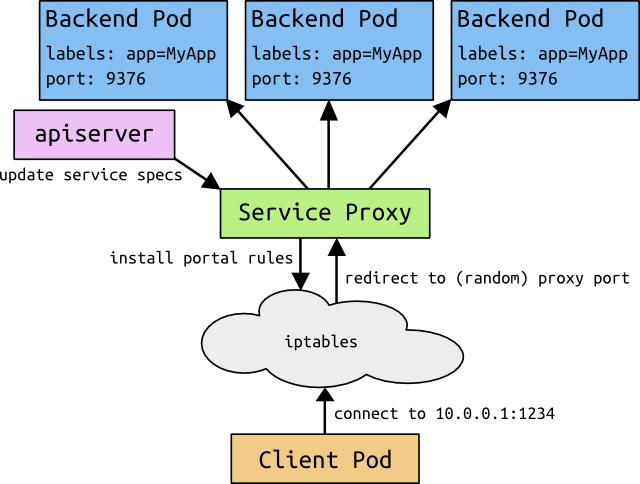 Backend Pod
labels: app=MyApp
port: 9376
Backend Pod
labels: app=MyApp
port: 9376
Backend Pod
labels: app=MyApp
port: 9376
apiserver
update service specs
Service Proxy
install portal rules
redirect to (random) proxy port
iptables
connect to 10.0.0.1:1234
Client Pod